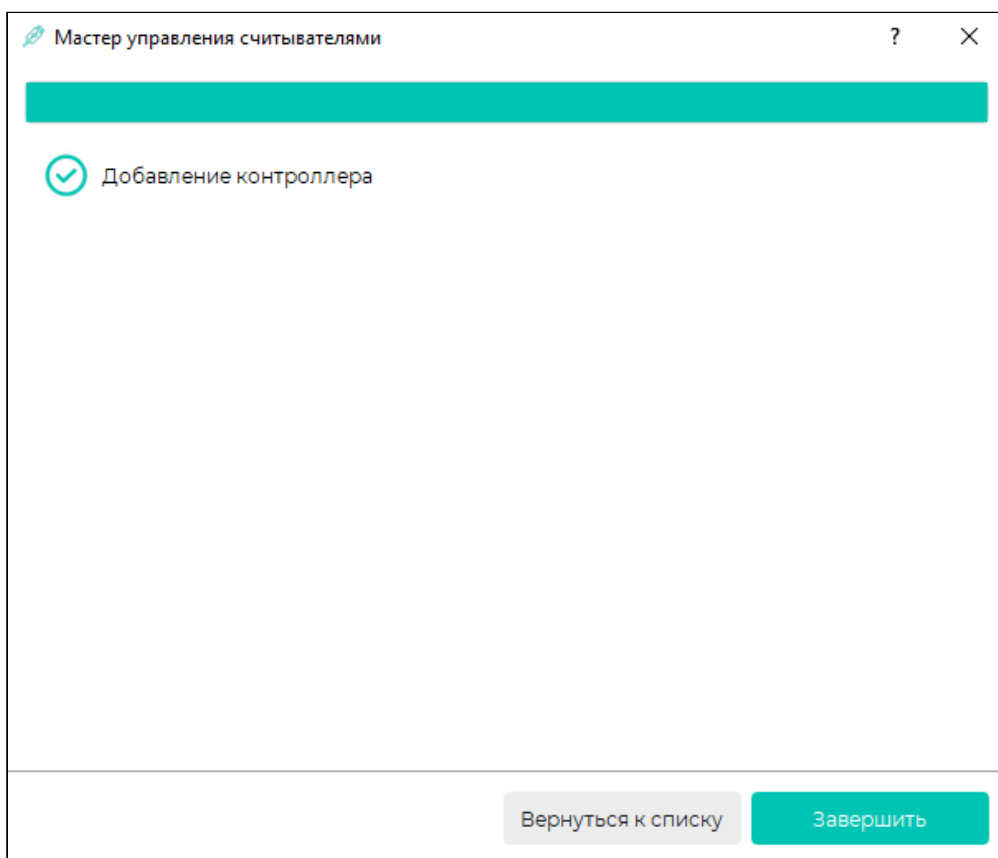 Мастер управления считывателями ?
Добавление контроллера
Вернуться к списку Завершить